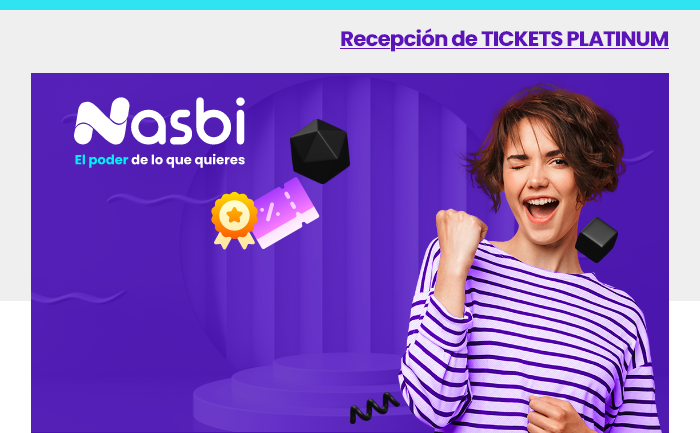 Recepción de TICKETS PLATINUM
Nasbi
El poder de lo que quieres
%